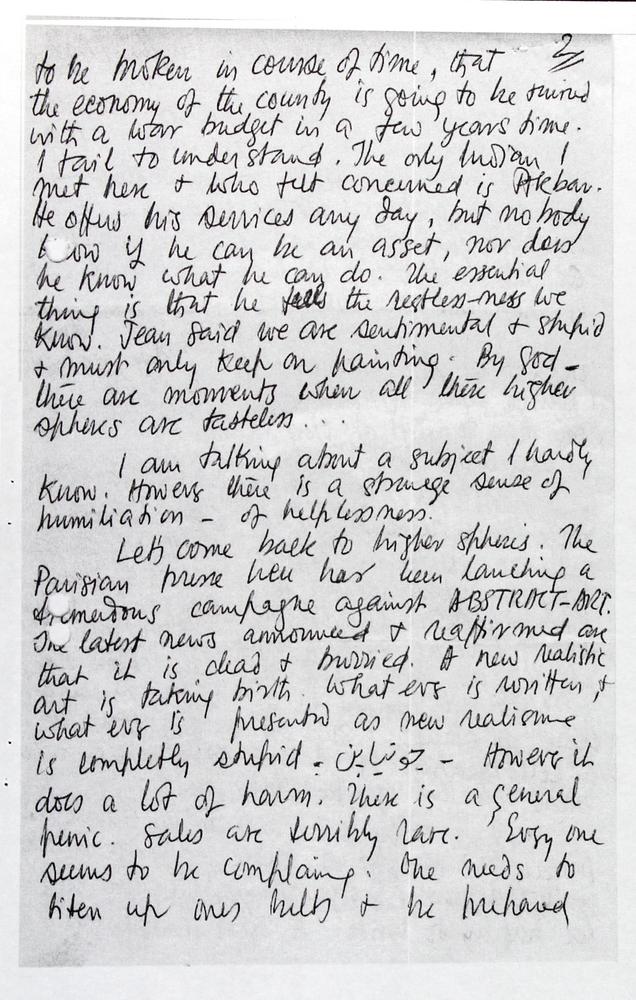 2
to be broken in course of time, that
the economy of the county is going to be ruined
with a war budget in a few years time.
I fail to understand. The only Indian I
met here & who felt concerned is Akbar.
He offers his services any day, but nobody
know if he can be an asset, nor does
he know what he can do. The essential
thing is that he feels the restless-ness we
know. Jean said we are sentimental & stupid
& must only keep on painting. By god –
there are moments when all these higher
spheres are tasteless...
I am talking about a subject I hardly
know. However there is a strange sense of
humiliation – of helplessness.
Let's come back to higher spheres. The
Parisian presse here has been lanching a
tremendous campagne against ABSTRACT-ART.
The latest news announced & reaffirmed are
that it is dead & burried. A new realistic
art is taking birth. What ever is written, &
what ever is presented as new realisme
is completly stupid - – However it
does a lot of harm. There is a general
penic. Sales are terribly rare. Every one
seems to be complaing. One needs to
titen up ones belts & be prepared